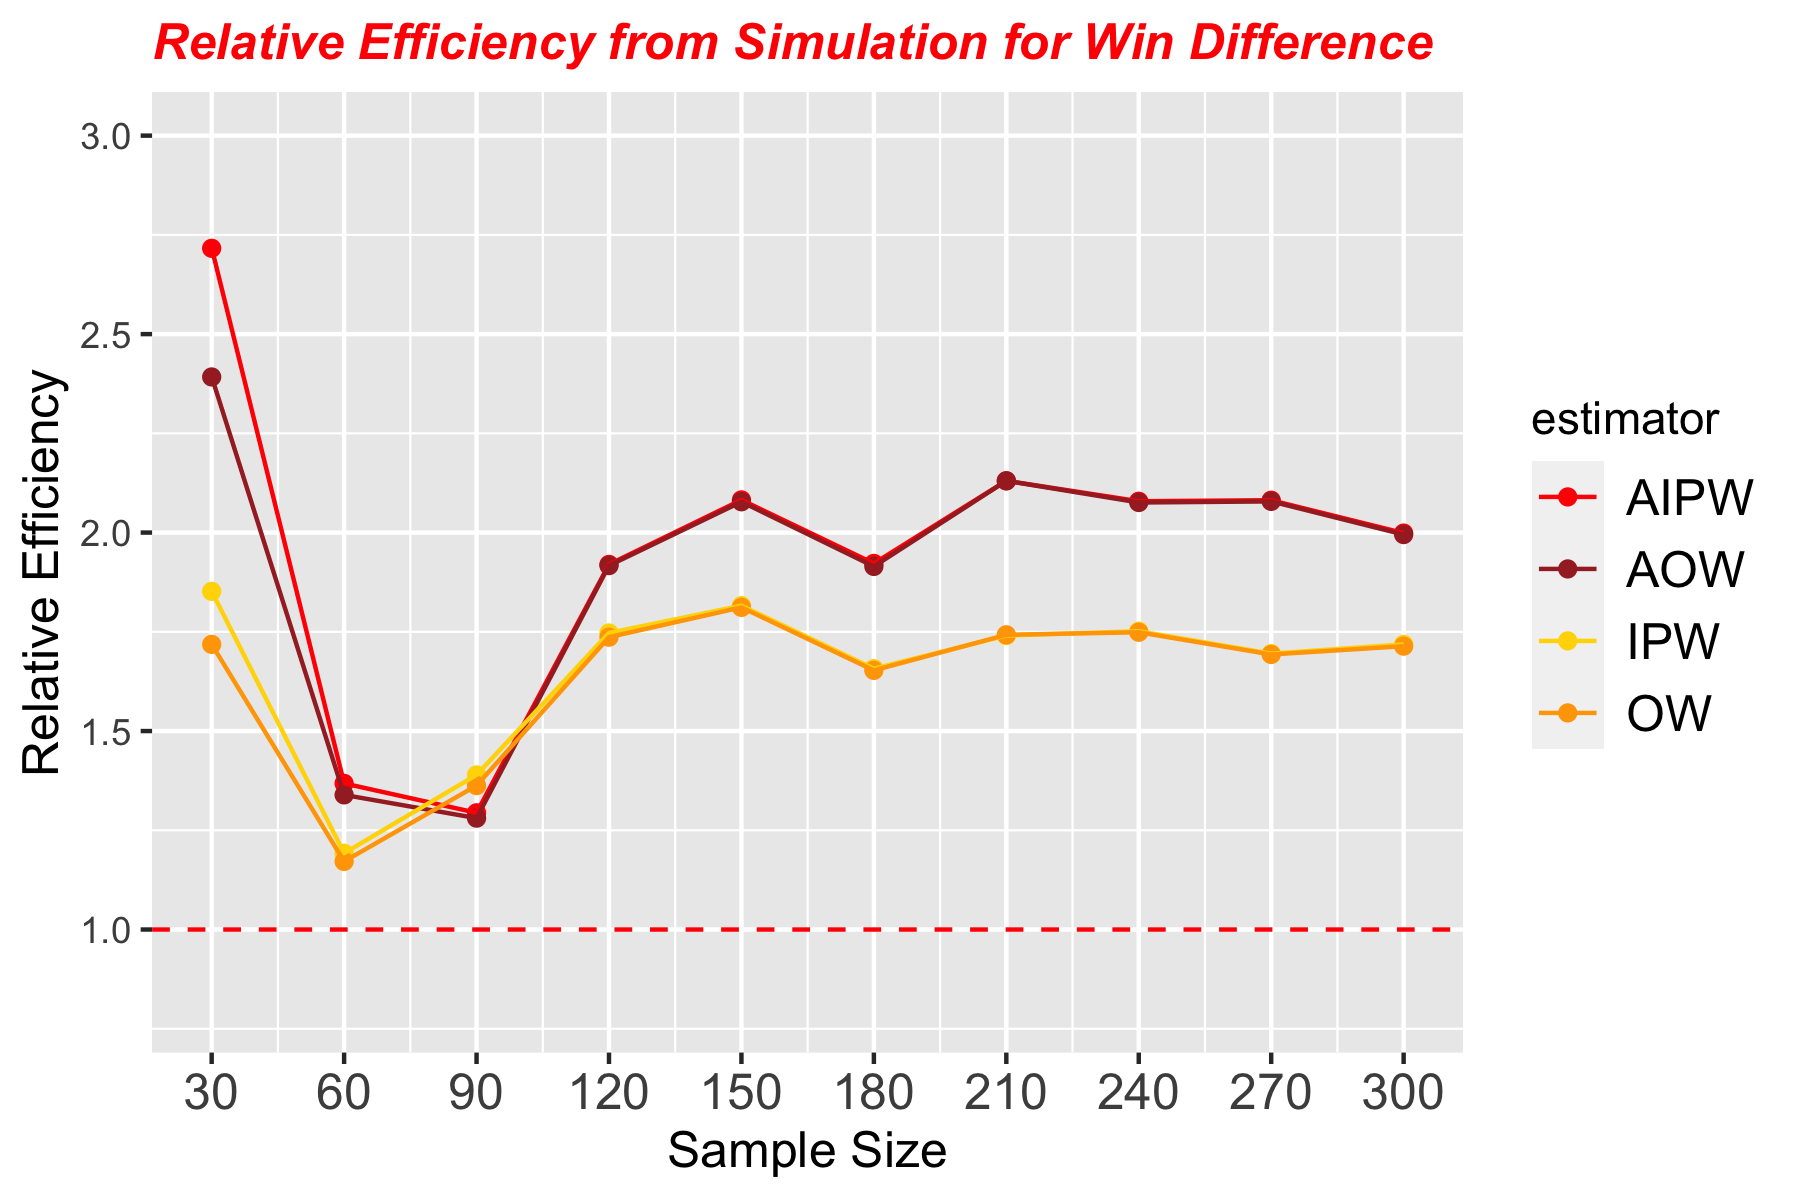 Relative Efficiency from Simulation for Win Difference
3.0
2.5
2.0
1.5
1.0
Relative Efficiency
30 60 90 120 150 180 210 240 270 300
Sample Size
estimator
AIPW
AOW
IPW
OW